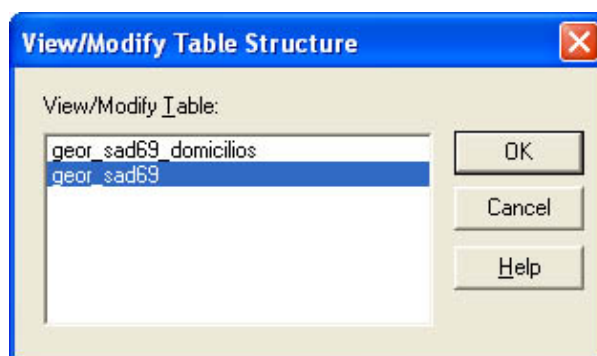 View/Modify Table Structure
View/Modify Table:
geor_sad69_domicilios
geor_sad69
OK
Cancel
Help